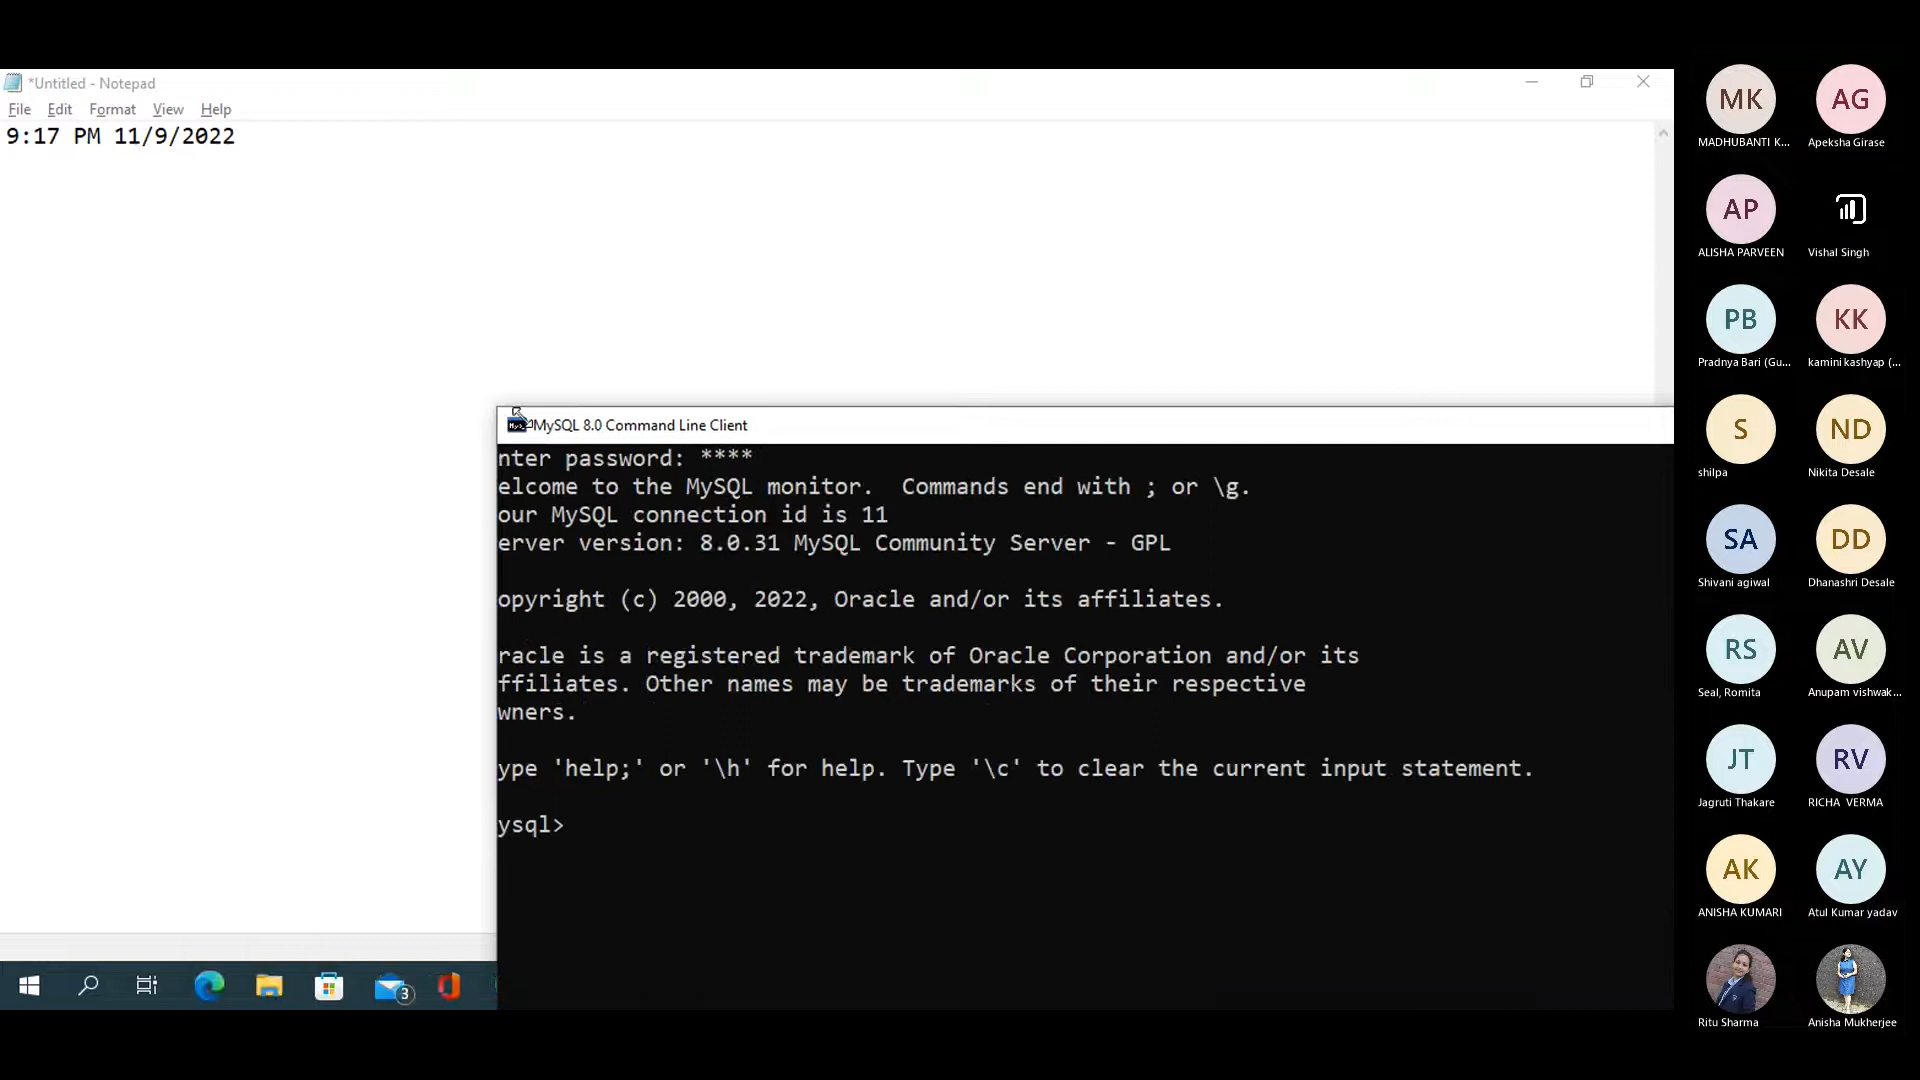 *Untitled - Notepad
File Edit Format View Help
9:17 PM 11/9/2022
MySQL 8.0 Command Line Client
nter password: ****
elcome to the MySQL monitor.  Commands end with ; or \g.
our MySQL connection id is 11
erver version: 8.0.31 MySQL Community Server - GPL
opyright (c) 2000, 2022, Oracle and/or its affiliates.
racle is a registered trademark of Oracle Corporation and/or its
ffiliates. Other names may be trademarks of their respective
wners.
ype 'help;' or '\h' for help. Type '\c' to clear the current input statement.
ysql>
3
MK AG
MADHUBANTI K... Apeksha Girase
AP
ALISHA PARVEEN Vishal Singh
PB KK
Pradnya Bari (Gu... kamini kashyap (...
S ND
shilpa Nikita Desale
SA DD
Shivani agiwal Dhanashri Desale
RS AV
Seal, Romita Anupam vishwak...
JT RV
Jagruti Thakare RICHA VERMA
AK AY
ANISHA KUMARI Atul Kumar yadav
Ritu Sharma Anisha Mukherjee